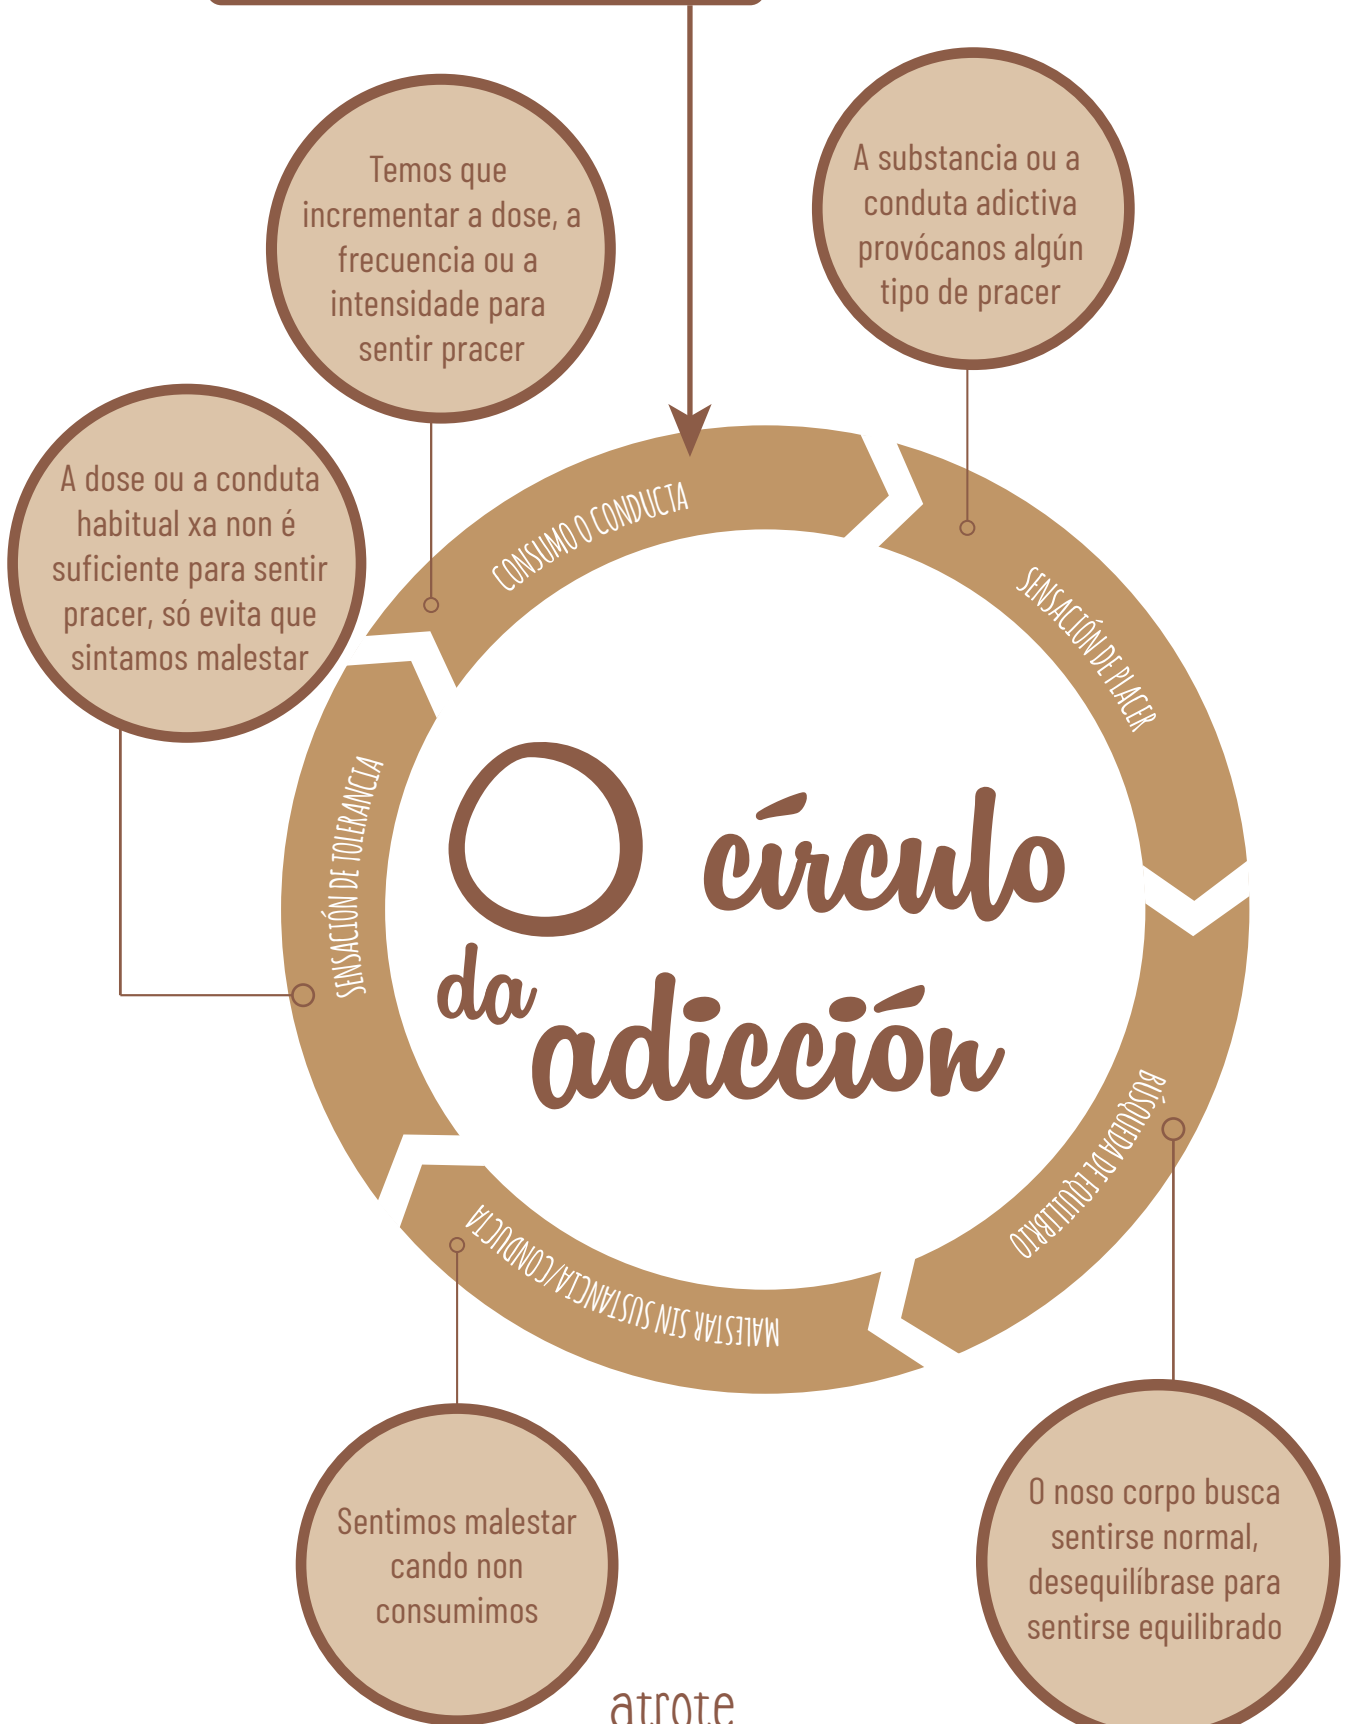 Temos que
incrementar a dose, a
frecuencia ou a
intensidade para
sentir pracer
A substancia ou a
conduta adictiva
provócanos algún
tipo de pracer
A dose ou a conduta
habitual xa non é
suficiente para sentir
pracer, só evita que
sintamos malestar
CONSUMO O CONDUCTA
SENSACIÓN DE PLACER
SENSACIÓN DE TOLERANCIA
O círculo
da adicción
BÚSQUEDA DE EQUILIBRIO
MALESTAR SIN SUSTANCIA/CONDUCTA
Sentimos malestar
cando non
consumimos
O noso corpo busca
sentirse normal,
desequilíbrase para
sentirse equilibrado
atrote